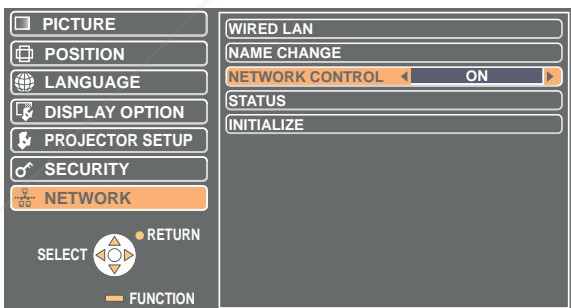 PICTURE
POSITION
LANGUAGE
DISPLAY OPTION
PROJECTOR SETUP
SECURITY
NETWORK
RETURN
SELECT
FUNCTION
WIRED LAN
NAME CHANGE
NETWORK CONTROL ON
STATUS
INITIALIZE